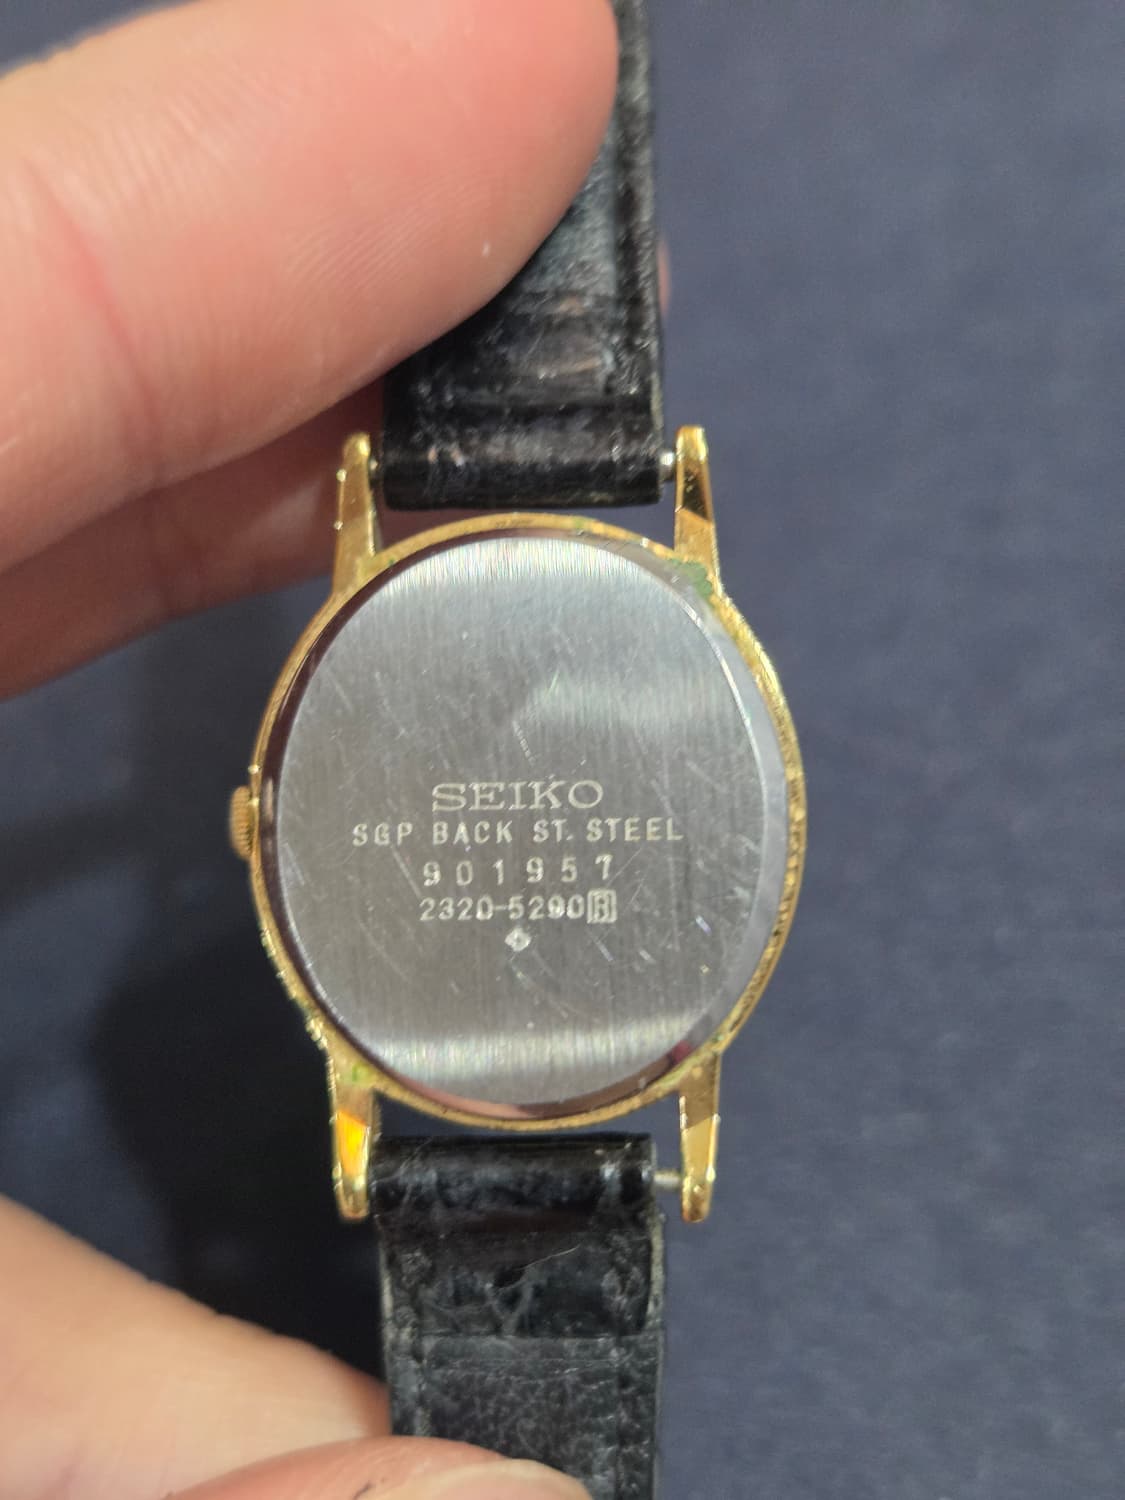 SEIKO
SGP BACK ST. STEEL
901957
2320-5290 R